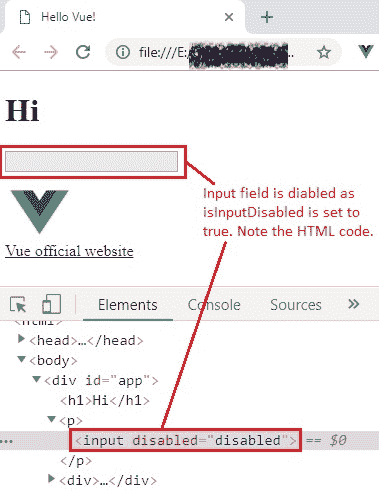 Hello Vue!
file:///E:
Hi
Input field is diabled as
isInputDisabled is set to
true. Note the HTML code.
Vue official website
Elements Console Sources »
<html>
▶<head>…</head>
▼<body>
▼<div id="app">
<h1>Hi</h1>
▼<p>
... <input disabled="disabled"> == $0
</p>
▶<div>…</div>